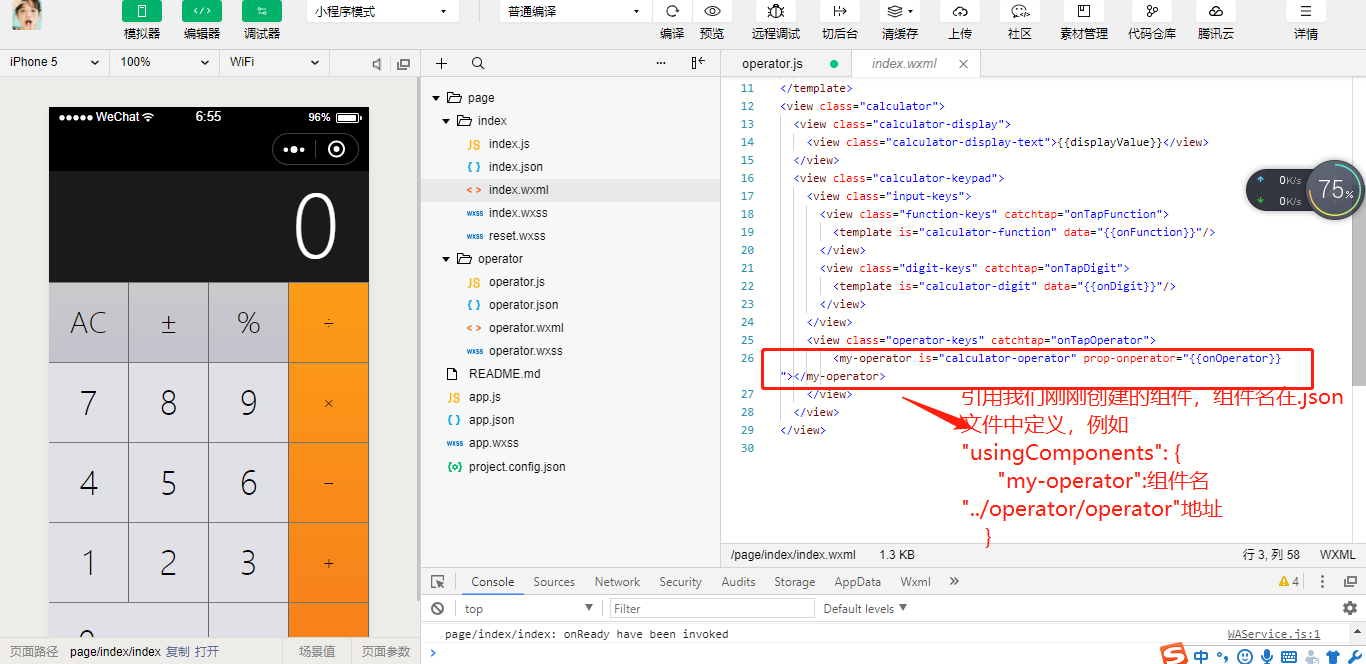 模拟器
编辑器
调试器
小程序模式
普通编译
编译
预览
远程调试
切后台
清缓存
上传
社区
素材管理
代码仓库
腾讯云
详情
iPhone 5
100%
WiFi
WeChat
6:55
96%
0
AC
±
%
÷
7
8
9
×
4
5
6
−
1
2
3
+
页面路径
page/index/index
复制
打开
场景值
页面参数
page
index
JS index.js
{ } index.json
< > index.wxml
wxss index.wxss
wxss reset.wxss
operator
JS operator.js
{ } operator.json
< > operator.wxml
wxss operator.wxss
README.md
JS app.js
{ } app.json
wxss app.wxss
{o} project.config.json
operator.js
index.wxml
11 </template>
12 <view class="calculator">
13 <view class="calculator-display">
14 <view class="calculator-display-text">{{displayValue}}</view>
15 </view>
16 <view class="calculator-keypad">
17 <view class="input-keys">
18 <view class="function-keys" catchtap="onTapFunction">
19 <template is="calculator-function" data="{{onFunction}}"/>
20 </view>
21 <view class="digit-keys" catchtap="onTapDigit">
22 <template is="calculator-digit" data="{{onDigit}}"/>
23 </view>
24 </view>
25 <view class="operator-keys" catchtap="onTapOperator">
26 <my-operator is="calculator-operator" prop-onperator="{{onOperator}}
"></my-operator>
27 </view>
28 </view>
29 </view>
30
引用我们刚刚创建的组件，组件名在.json
文件中定义，例如
"usingComponents": {
"my-operator":组件名
"../operator/operator"地址
}
0K/s
0K/s
75%
/page/index/index.wxml
1.3 KB
行 3, 列 58
WXML
Console
Sources
Network
Security
Audits
Storage
AppData
Wxml
4
top
Filter
Default levels
page/index/index: onReady have been invoked
WAService.js:1
中